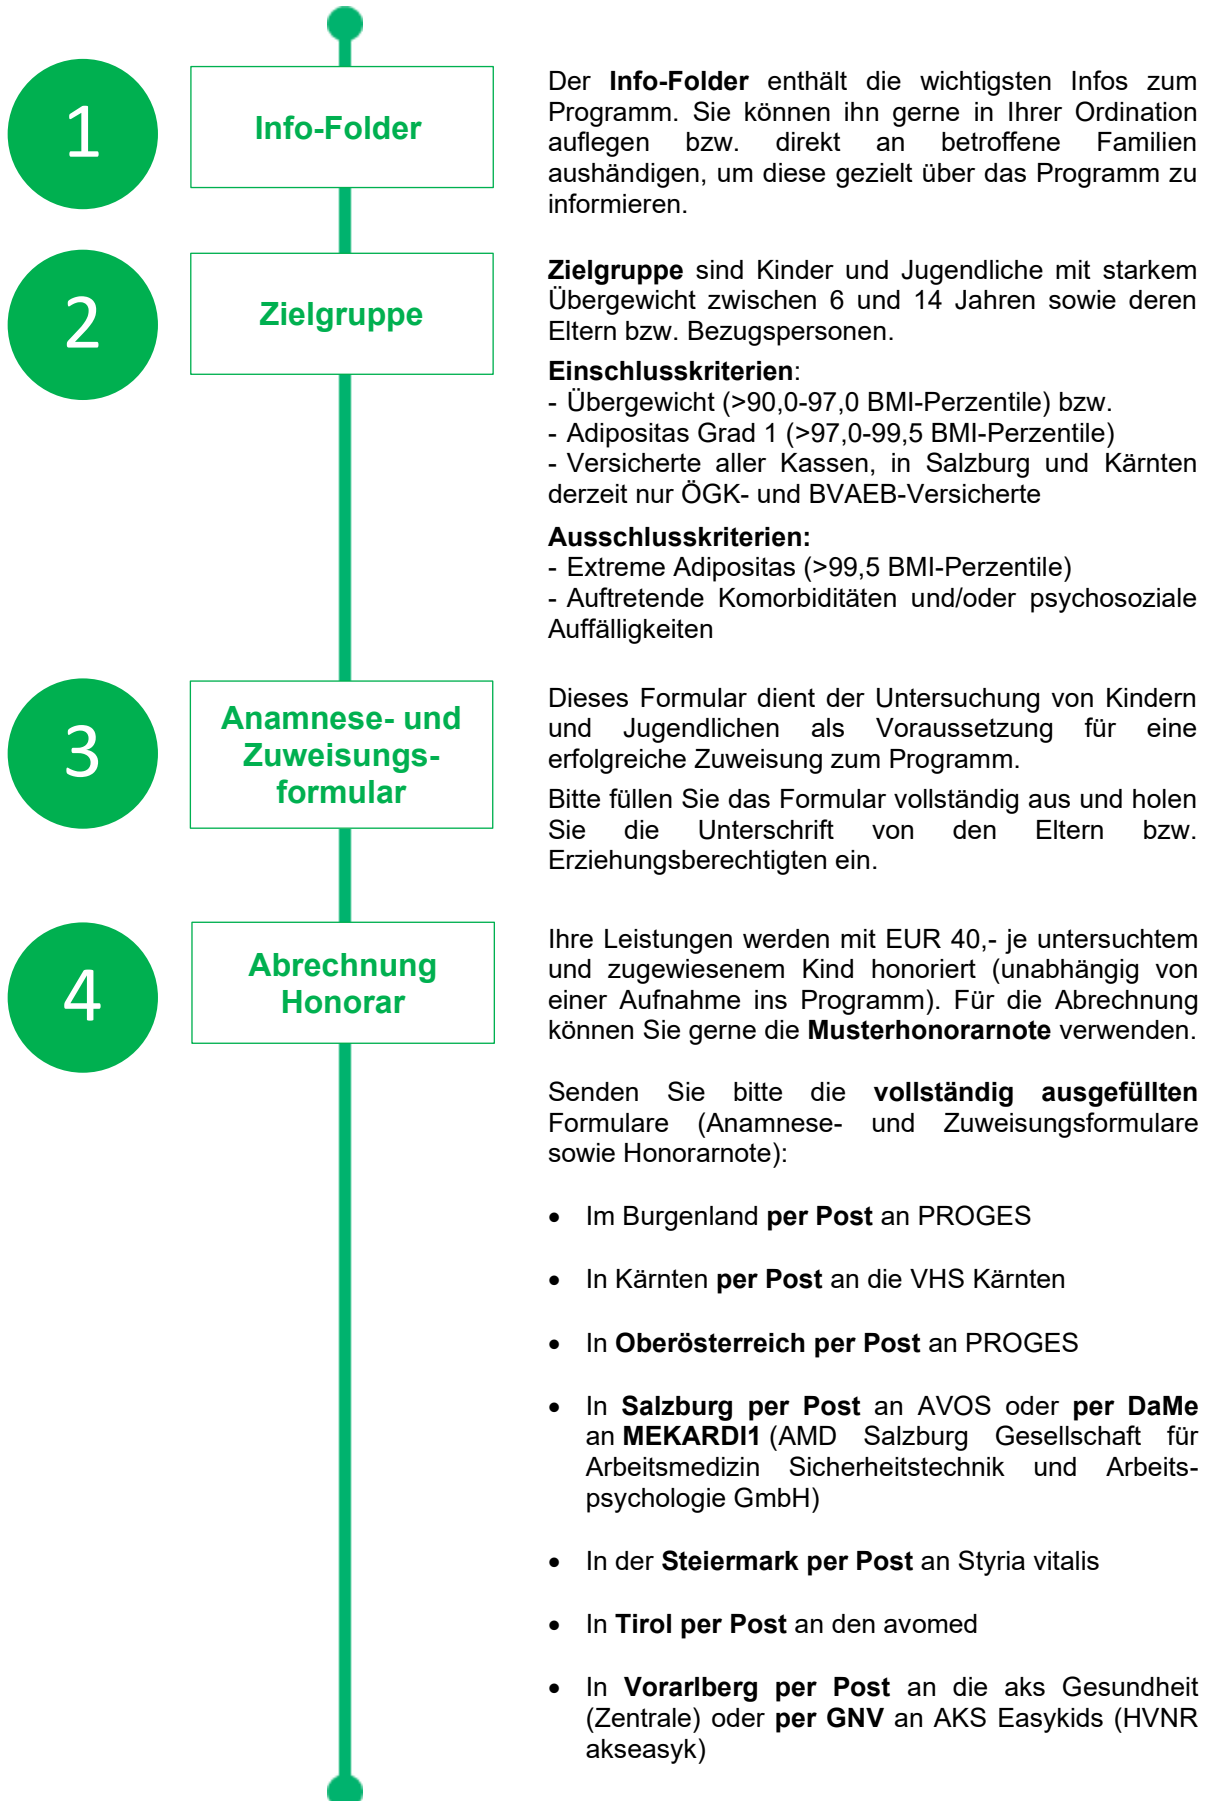 1
Info-Folder
Der Info-Folder enthält die wichtigsten Infos zum
Programm. Sie können ihn gerne in Ihrer Ordination
auflegen bzw. direkt an betroffene Familien
aushändigen, um diese gezielt über das Programm zu
informieren.
2
Zielgruppe
Zielgruppe sind Kinder und Jugendliche mit starkem
Übergewicht zwischen 6 und 14 Jahren sowie deren
Eltern bzw. Bezugspersonen.
Einschlusskriterien:
- Übergewicht (>90,0-97,0 BMI-Perzentile) bzw.
- Adipositas Grad 1 (>97,0-99,5 BMI-Perzentile)
- Versicherte aller Kassen, in Salzburg und Kärnten
derzeit nur ÖGK- und BVAEB-Versicherte
Ausschlusskriterien:
- Extreme Adipositas (>99,5 BMI-Perzentile)
- Auftretende Komorbiditäten und/oder psychosoziale
Auffälligkeiten
3
Anamnese- und
Zuweisungs-
formular
Dieses Formular dient der Untersuchung von Kindern
und Jugendlichen als Voraussetzung für eine
erfolgreiche Zuweisung zum Programm.
Bitte füllen Sie das Formular vollständig aus und holen
Sie die Unterschrift von den Eltern bzw.
Erziehungsberechtigten ein.
4
Abrechnung
Honorar
Ihre Leistungen werden mit EUR 40,- je untersuchtem
und zugewiesenem Kind honoriert (unabhängig von
einer Aufnahme ins Programm). Für die Abrechnung
können Sie gerne die Musterhonorarnote verwenden.
Senden Sie bitte die vollständig ausgefüllten
Formulare (Anamnese- und Zuweisungsformulare
sowie Honorarnote):
• Im Burgenland per Post an PROGES
• In Kärnten per Post an die VHS Kärnten
• In Oberösterreich per Post an PROGES
• In Salzburg per Post an AVOS oder per DaMe
an MEKARDI1 (AMD Salzburg Gesellschaft für
Arbeitsmedizin Sicherheitstechnik und Arbeits-
psychologie GmbH)
• In der Steiermark per Post an Styria vitalis
• In Tirol per Post an den avomed
• In Vorarlberg per Post an die aks Gesundheit
(Zentrale) oder per GNV an AKS Easykids (HVNR
akseasyk)